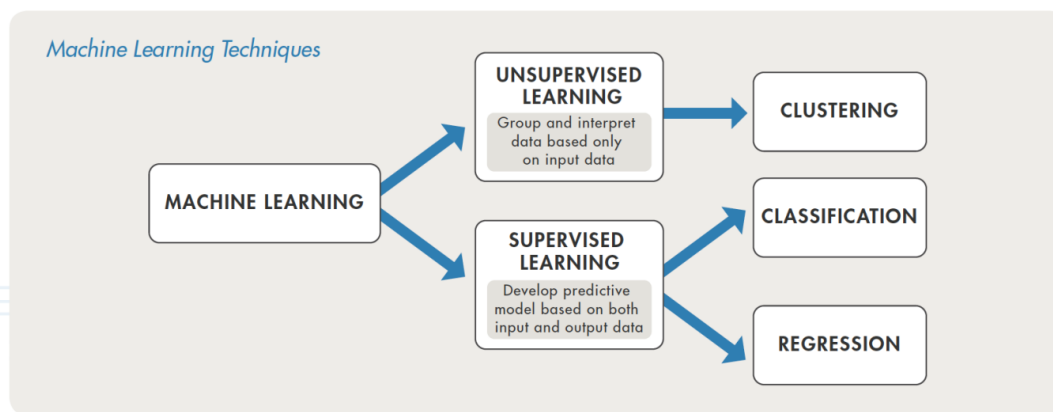 Machine Learning Techniques
MACHINE LEARNING
UNSUPERVISED
LEARNING
Group and interpret
data based only
on input data
CLUSTERING
SUPERVISED
LEARNING
Develop predictive
model based on both
input and output data
CLASSIFICATION
REGRESSION